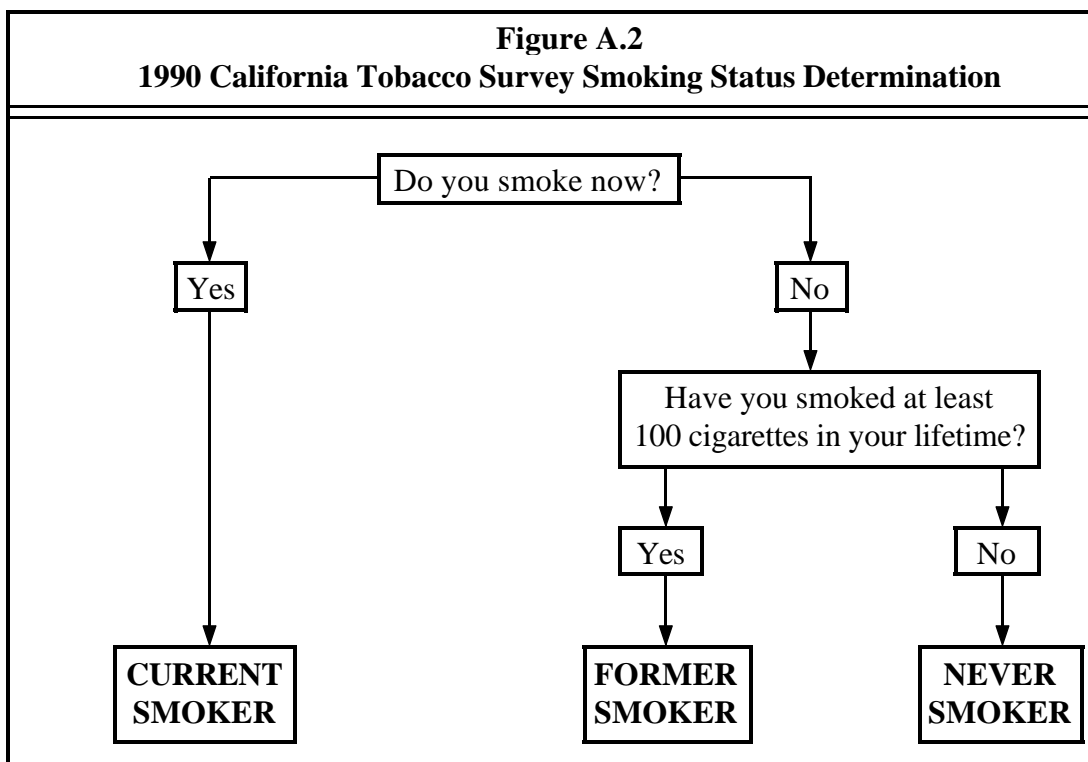 Figure A.2
1990 California Tobacco Survey Smoking Status Determination
Do you smoke now?
Yes
No
Have you smoked at least
100 cigarettes in your lifetime?
Yes
No
CURRENT
SMOKER
FORMER
SMOKER
NEVER
SMOKER